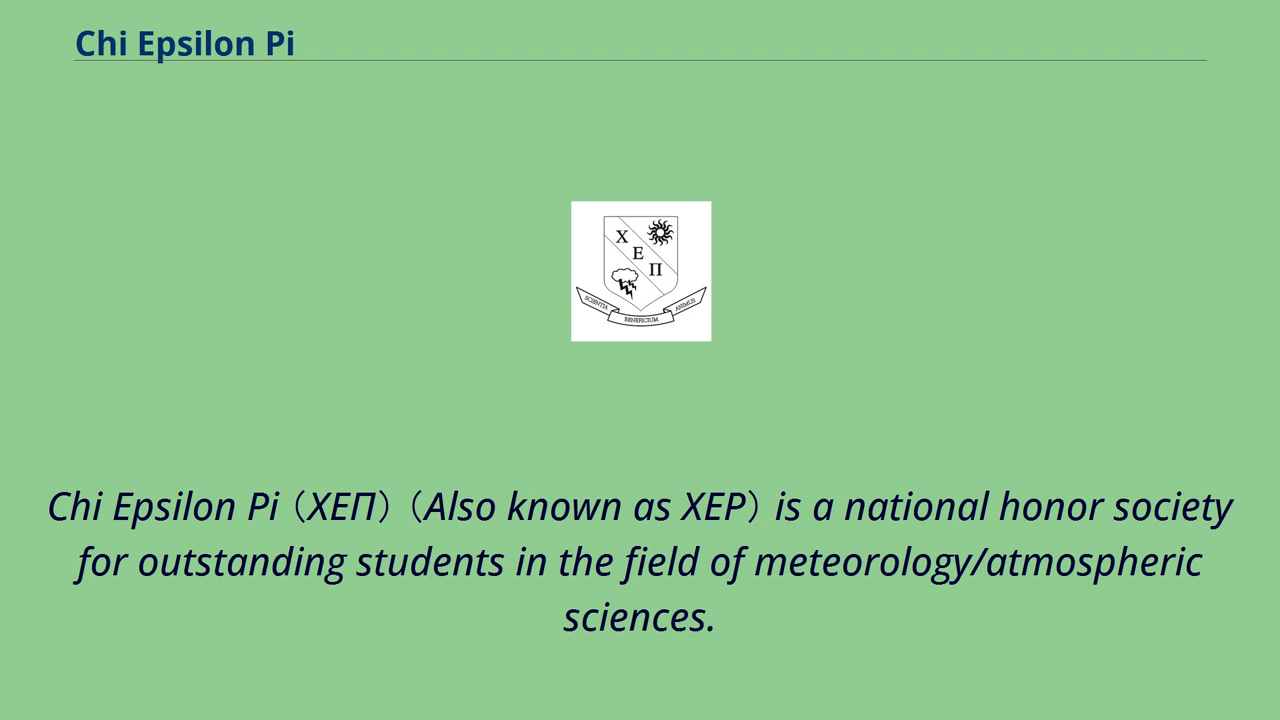 Chi Epsilon Pi
Χ
Ε
Π
SCIENTIA
BENEFICTUM
ANIMUS
Chi Epsilon Pi（ΧΕΠ）（Also known as XEP）is a national honor society
for outstanding students in the field of meteorology/atmospheric
sciences.